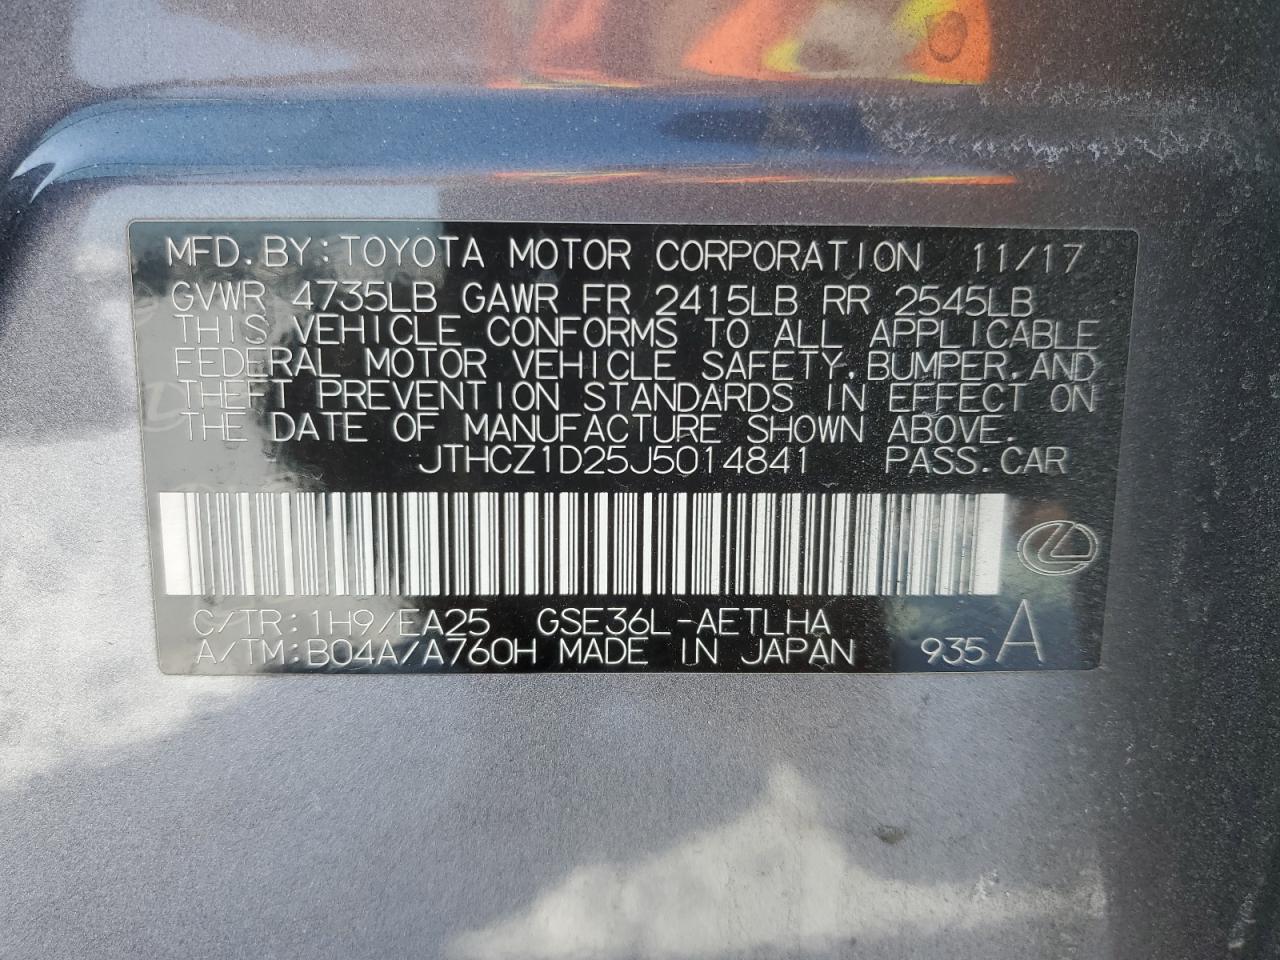 MFD.BY:TOYOTA MOTOR CORPORATION 11/17
GVWR 4735LB GAWR FR 2415LB RR 2545LB
THIS VEHICLE CONFORMS TO ALL APPLICABLE
FEDERAL MOTOR VEHICLE SAFETY,BUMPER,AND
THEFT PREVENTION STANDARDS IN EFFECT ON
THE DATE OF MANUFACTURE SHOWN ABOVE.
JTHCZ1D25J5014841 PASS.CAR
C/TR:1H9/EA25 GSE36L-AETLHA
A/TM:B04A/A760H MADE IN JAPAN 935 A